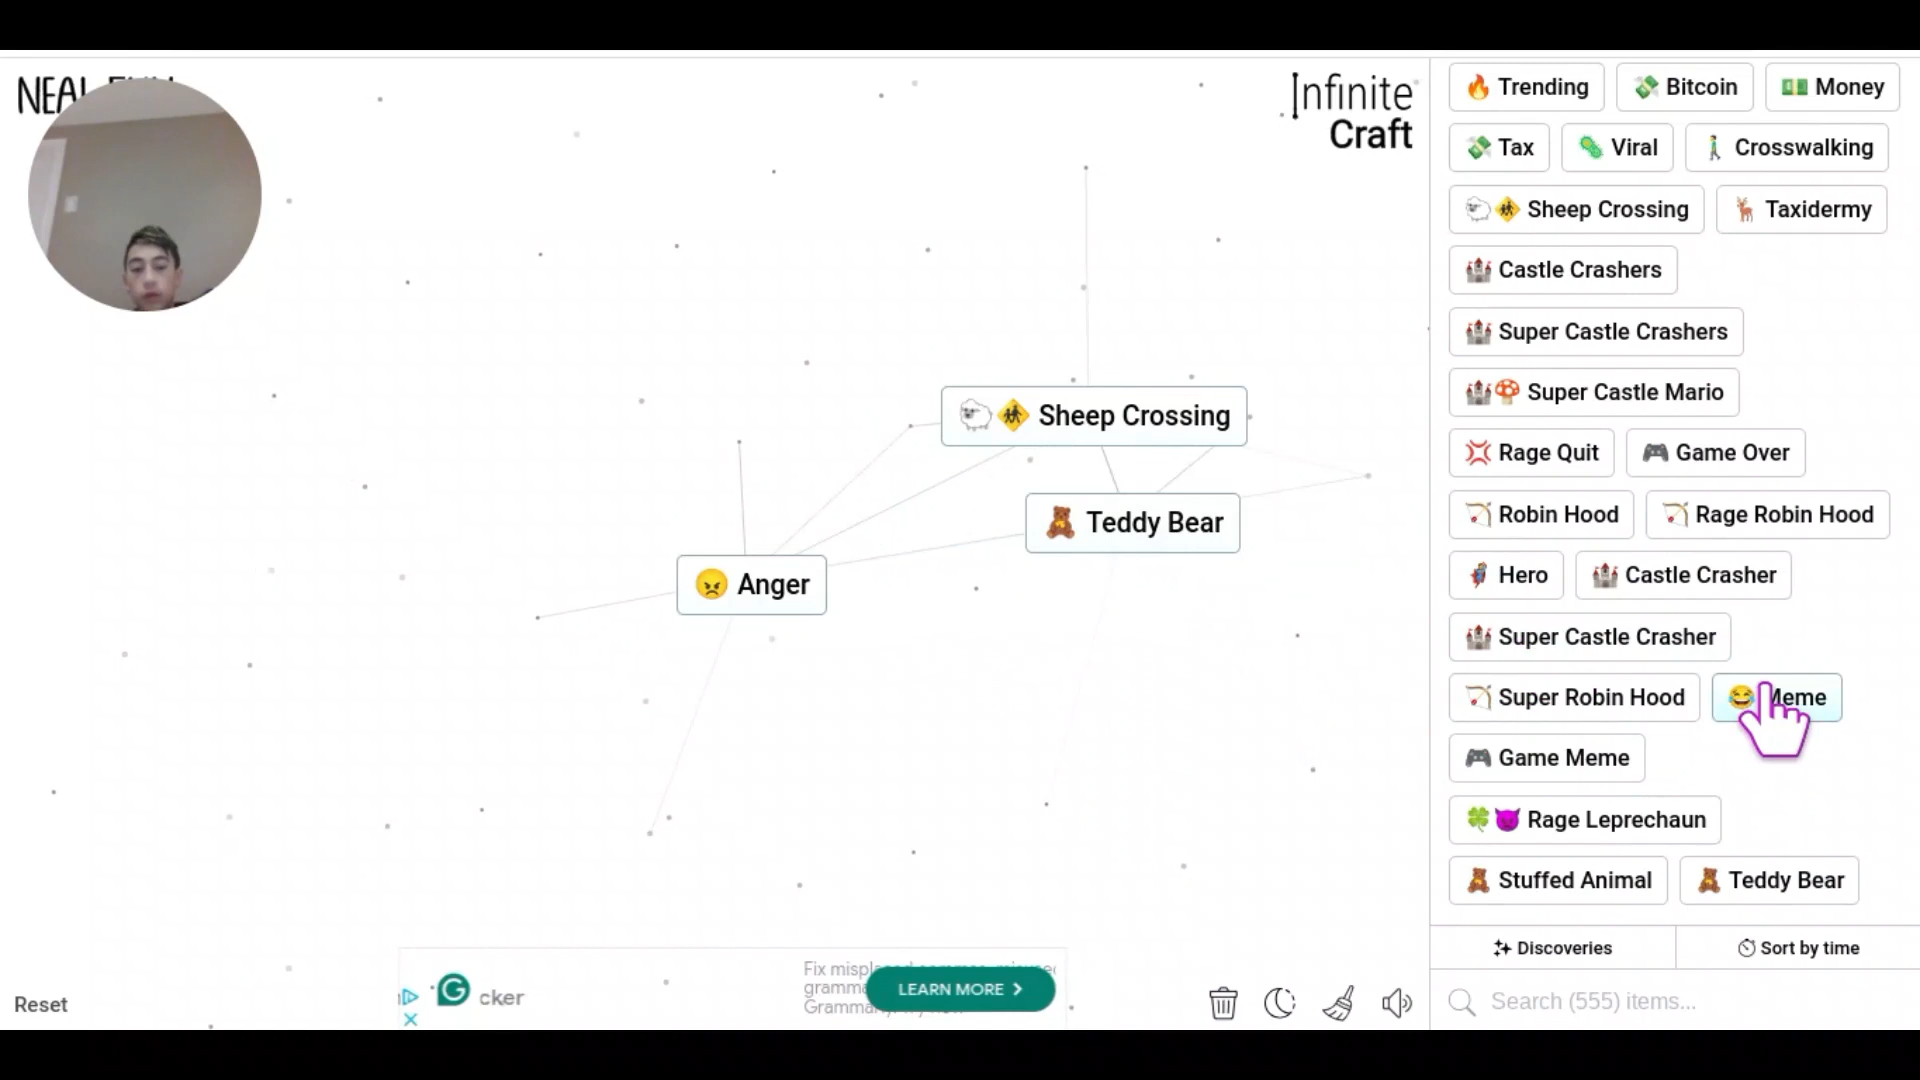 NEAL
Infinite
Craft
Sheep Crossing
Teddy Bear
Anger
Trending
Bitcoin
Money
Tax
Viral
Crosswalking
Sheep Crossing
Taxidermy
Castle Crashers
Super Castle Crashers
Super Castle Mario
Rage Quit
Game Over
Robin Hood
Rage Robin Hood
Hero
Castle Crasher
Super Castle Crasher
Super Robin Hood
Meme
Game Meme
Rage Leprechaun
Stuffed Animal
Teddy Bear
Discoveries
Sort by time
Search (555) items...
Reset
cker
Fix
LEARN MORE